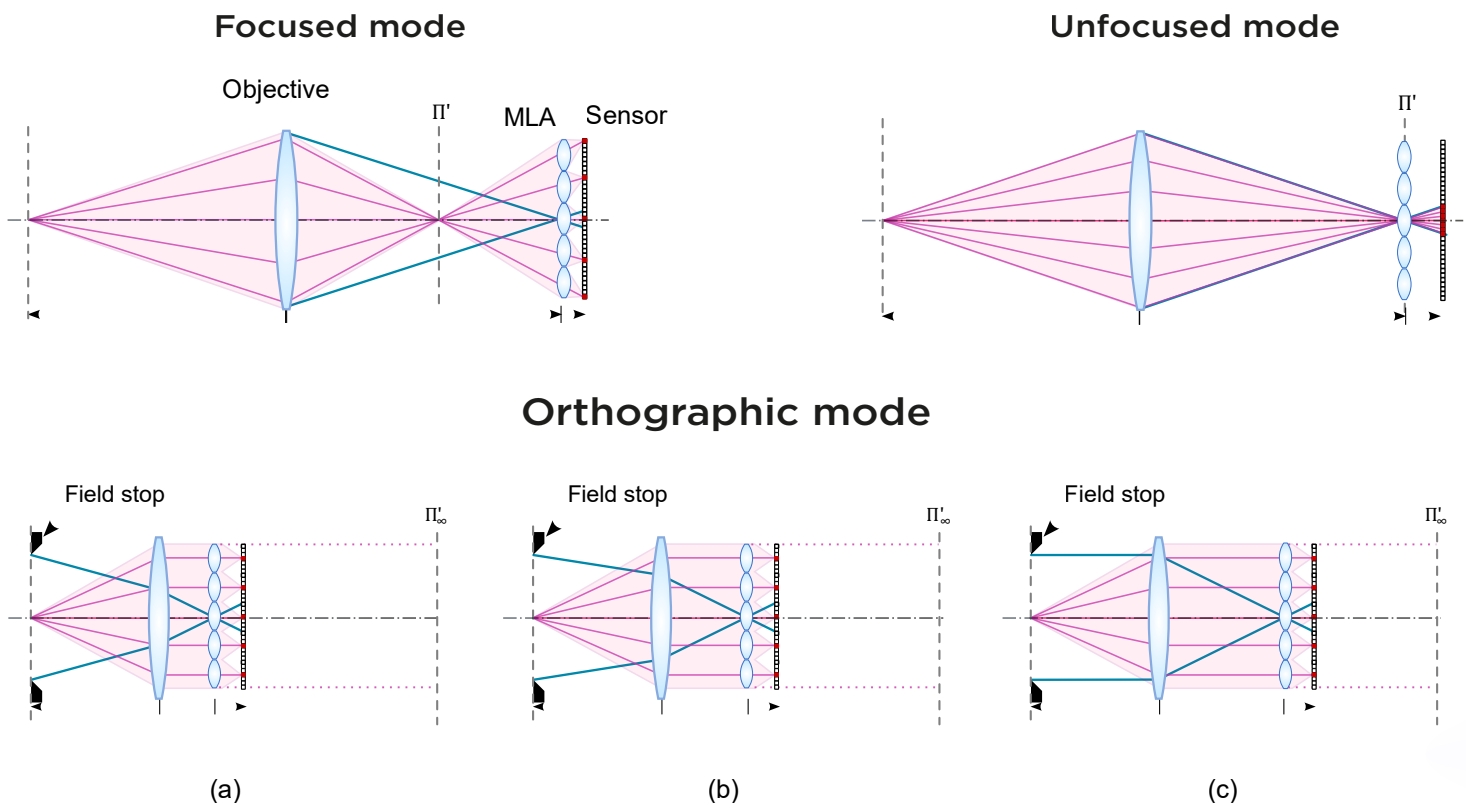 Focused mode
Unfocused mode
Objective
Π'
MLA
Sensor
Π'
Orthographic mode
Field stop
Π'∞
Field stop
Π'∞
Field stop
Π'∞
(a)
(b)
(c)